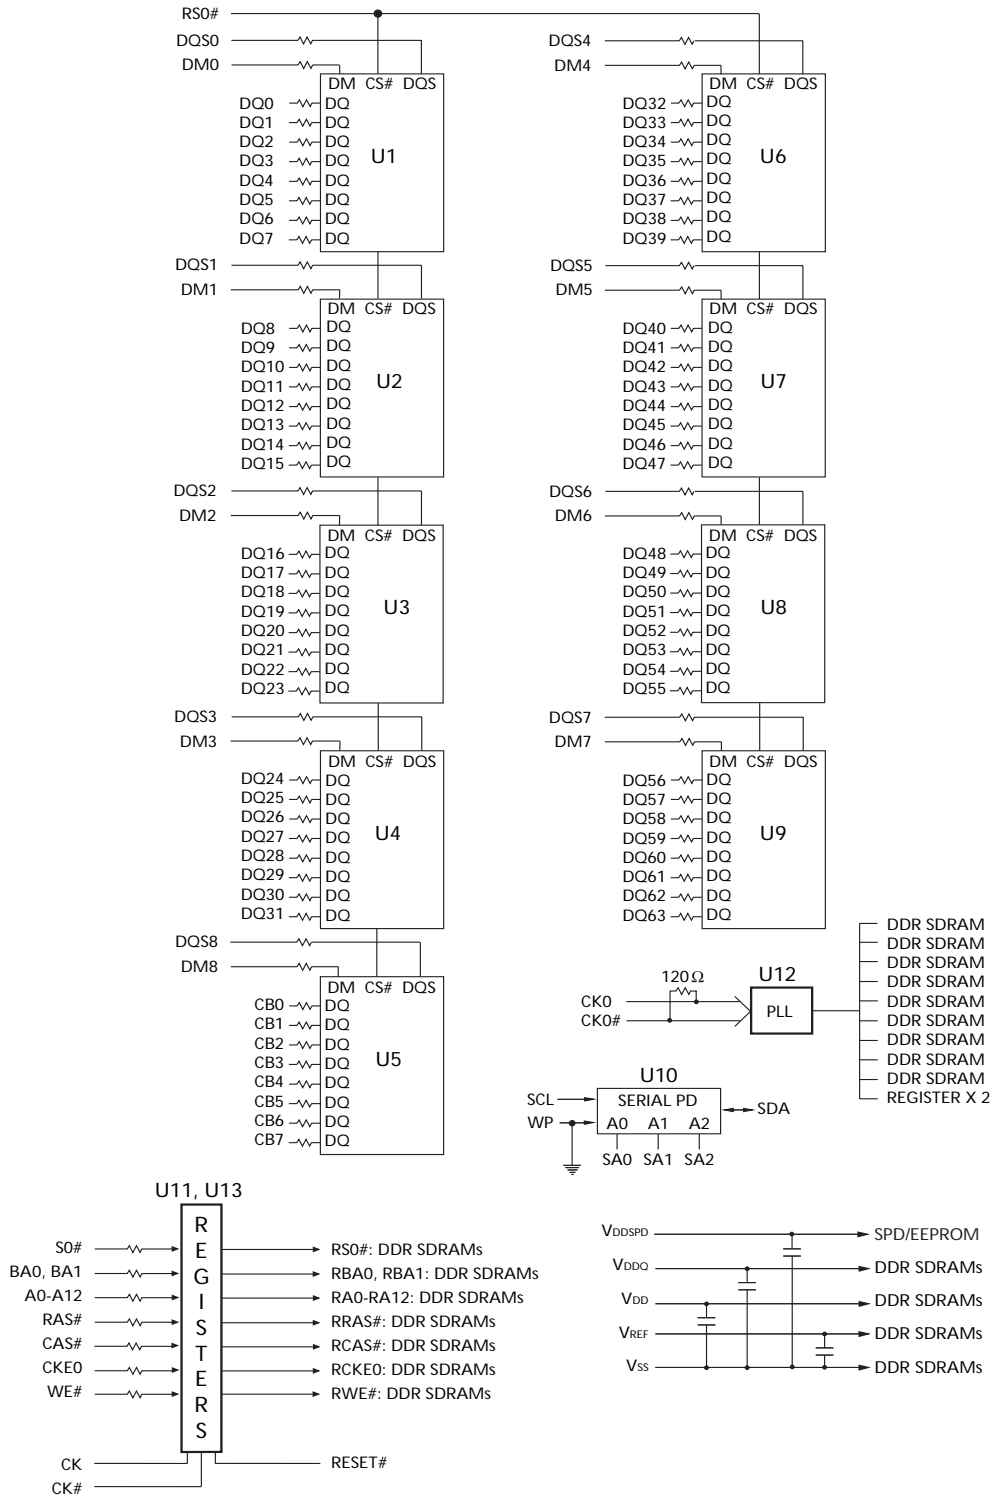 RS0#
DQS0
DM0
DM CS# DQS
DQ0 DQ
DQ1 DQ
DQ2 DQ
DQ3 DQ
DQ4 DQ
DQ5 DQ
DQ6 DQ
DQ7 DQ
U1
DQS1
DM1
DM CS# DQS
DQ8 DQ
DQ9 DQ
DQ10 DQ
DQ11 DQ
DQ12 DQ
DQ13 DQ
DQ14 DQ
DQ15 DQ
U2
DQS2
DM2
DM CS# DQS
DQ16 DQ
DQ17 DQ
DQ18 DQ
DQ19 DQ
DQ20 DQ
DQ21 DQ
DQ22 DQ
DQ23 DQ
U3
DQS3
DM3
DM CS# DQS
DQ24 DQ
DQ25 DQ
DQ26 DQ
DQ27 DQ
DQ28 DQ
DQ29 DQ
DQ30 DQ
DQ31 DQ
U4
DQS8
DM8
DM CS# DQS
CB0 DQ
CB1 DQ
CB2 DQ
CB3 DQ
CB4 DQ
CB5 DQ
CB6 DQ
CB7 DQ
U5
DQS4
DM4
DM CS# DQS
DQ32 DQ
DQ33 DQ
DQ34 DQ
DQ35 DQ
DQ36 DQ
DQ37 DQ
DQ38 DQ
DQ39 DQ
U6
DQS5
DM5
DM CS# DQS
DQ40 DQ
DQ41 DQ
DQ42 DQ
DQ43 DQ
DQ44 DQ
DQ45 DQ
DQ46 DQ
DQ47 DQ
U7
DQS6
DM6
DM CS# DQS
DQ48 DQ
DQ49 DQ
DQ50 DQ
DQ51 DQ
DQ52 DQ
DQ53 DQ
DQ54 DQ
DQ55 DQ
U8
DQS7
DM7
DM CS# DQS
DQ56 DQ
DQ57 DQ
DQ58 DQ
DQ59 DQ
DQ60 DQ
DQ61 DQ
DQ62 DQ
DQ63 DQ
U9
120Ω
CK0
CK0#
U12
PLL
DDR SDRAM
DDR SDRAM
DDR SDRAM
DDR SDRAM
DDR SDRAM
DDR SDRAM
DDR SDRAM
DDR SDRAM
DDR SDRAM
REGISTER X 2
U10
SCL
WP
SERIAL PD
A0 A1 A2
SDA
SA0 SA1 SA2
U11, U13
REGISTERS
S0#
RS0#: DDR SDRAMs
BA0, BA1
RBA0, RBA1: DDR SDRAMs
A0-A12
RA0-RA12: DDR SDRAMs
RAS#
RRAS#: DDR SDRAMs
CAS#
RCAS#: DDR SDRAMs
CKE0
RCKE0: DDR SDRAMs
WE#
RWE#: DDR SDRAMs
CK
CK#
RESET#
VDDSPD SPD/EEPROM
VDDQ DDR SDRAMs
VDD DDR SDRAMs
VREF DDR SDRAMs
VSS DDR SDRAMs